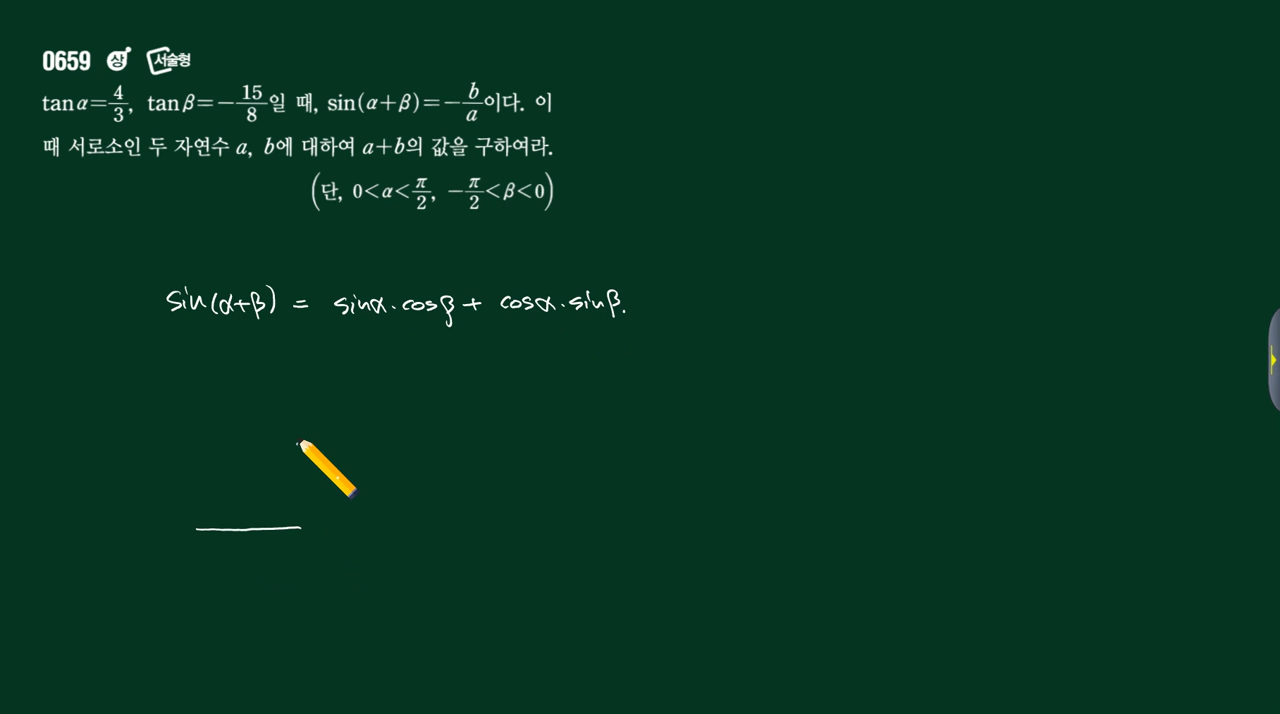 0659 상 서술형
tan α = 4/3, tan β = -15/8일 때, sin(α+β) = -b/a이다. 이
때 서로소인 두 자연수 a, b에 대하여 a+b의 값을 구하여라.
(단, 0<α<π/2, -π/2<β<0)
sin(α+β) = sinα·cosβ + cosα·sinβ.